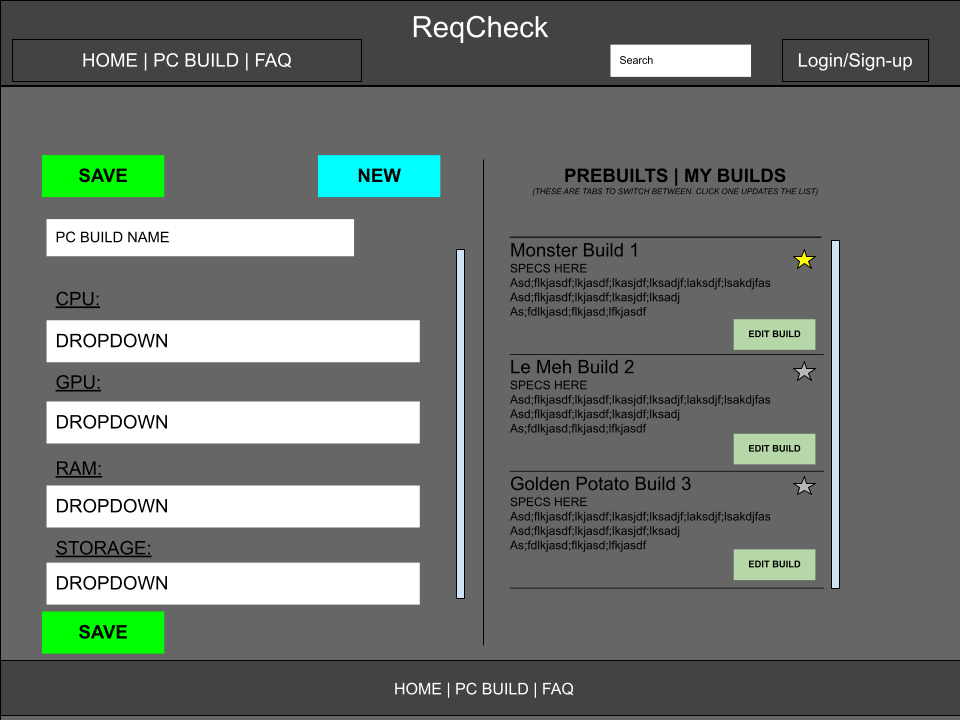 ReqCheck
HOME | PC BUILD | FAQ
Search
Login/Sign-up
SAVE
NEW
PC BUILD NAME
CPU:
DROPDOWN
GPU:
DROPDOWN
RAM:
DROPDOWN
STORAGE:
DROPDOWN
SAVE
PREBUILTS | MY BUILDS
(THESE ARE TABS TO SWITCH BETWEEN. CLICK ONE UPDATES THE LIST)
Monster Build 1
SPECS HERE
Asd;flkjasdf;lkjasdf;lkasjdf;lksadjf;laksdjf;lsakdjfas
Asd;flkjasdf;lkjasdf;lkasjdf;lksadj
As;fdlkjasd;flkjasd;lfkjasdf
EDIT BUILD
Le Meh Build 2
SPECS HERE
Asd;flkjasdf;lkjasdf;lkasjdf;lksadjf;laksdjf;lsakdjfas
Asd;flkjasdf;lkjasdf;lkasjdf;lksadj
As;fdlkjasd;flkjasd;lfkjasdf
EDIT BUILD
Golden Potato Build 3
SPECS HERE
Asd;flkjasdf;lkjasdf;lkasjdf;lksadjf;laksdjf;lsakdjfas
Asd;flkjasdf;lkjasdf;lkasjdf;lksadj
As;fdlkjasd;flkjasd;lfkjasdf
EDIT BUILD
HOME | PC BUILD | FAQ